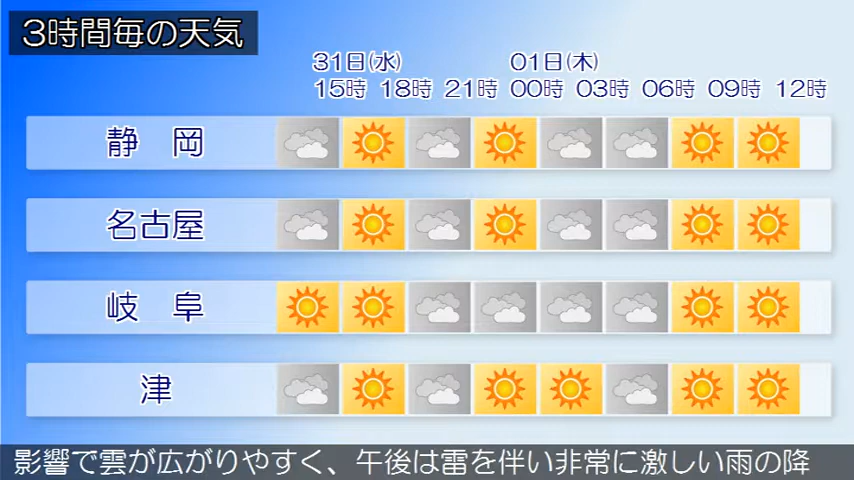 3時間毎の天気
31日(水) 01日(木)
15時 18時 21時 00時 03時 06時 09時 12時
静岡
名古屋
岐阜
津
影響で雲が広がりやすく、午後は雷を伴い非常に激しい雨の降